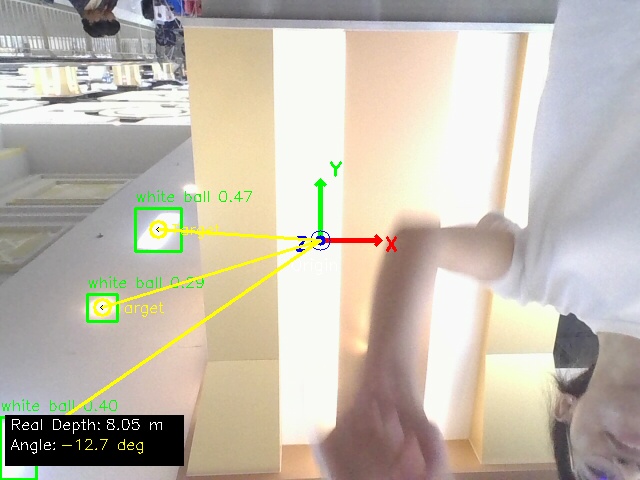 Y
white ball 0.47
Target
Z
X
origin
white ball 0.29
Target
white ball 0.40
Real Depth: 8.05 m
Angle: -12.7 deg